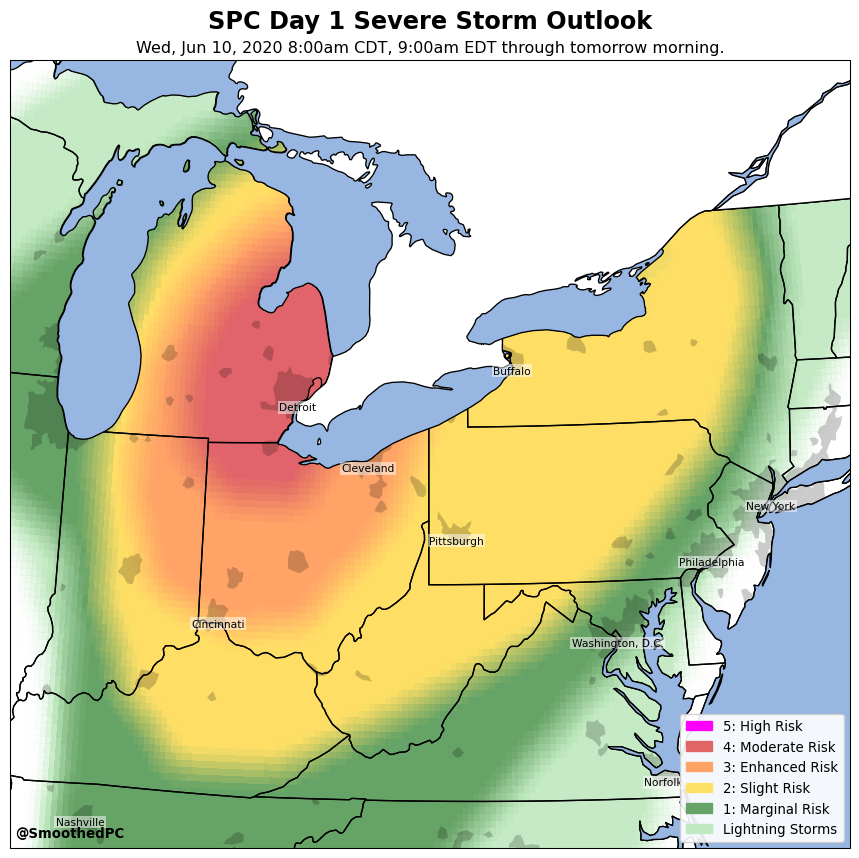 SPC Day 1 Severe Storm Outlook
Wed, Jun 10, 2020 8:00am CDT, 9:00am EDT through tomorrow morning.
Buffalo
Detroit
Cleveland
New York
Pittsburgh
Philadelphia
Cincinnati
Washington, D.C.
Norfolk
Nashville
@SmoothedPC
5: High Risk
4: Moderate Risk
3: Enhanced Risk
2: Slight Risk
1: Marginal Risk
Lightning Storms